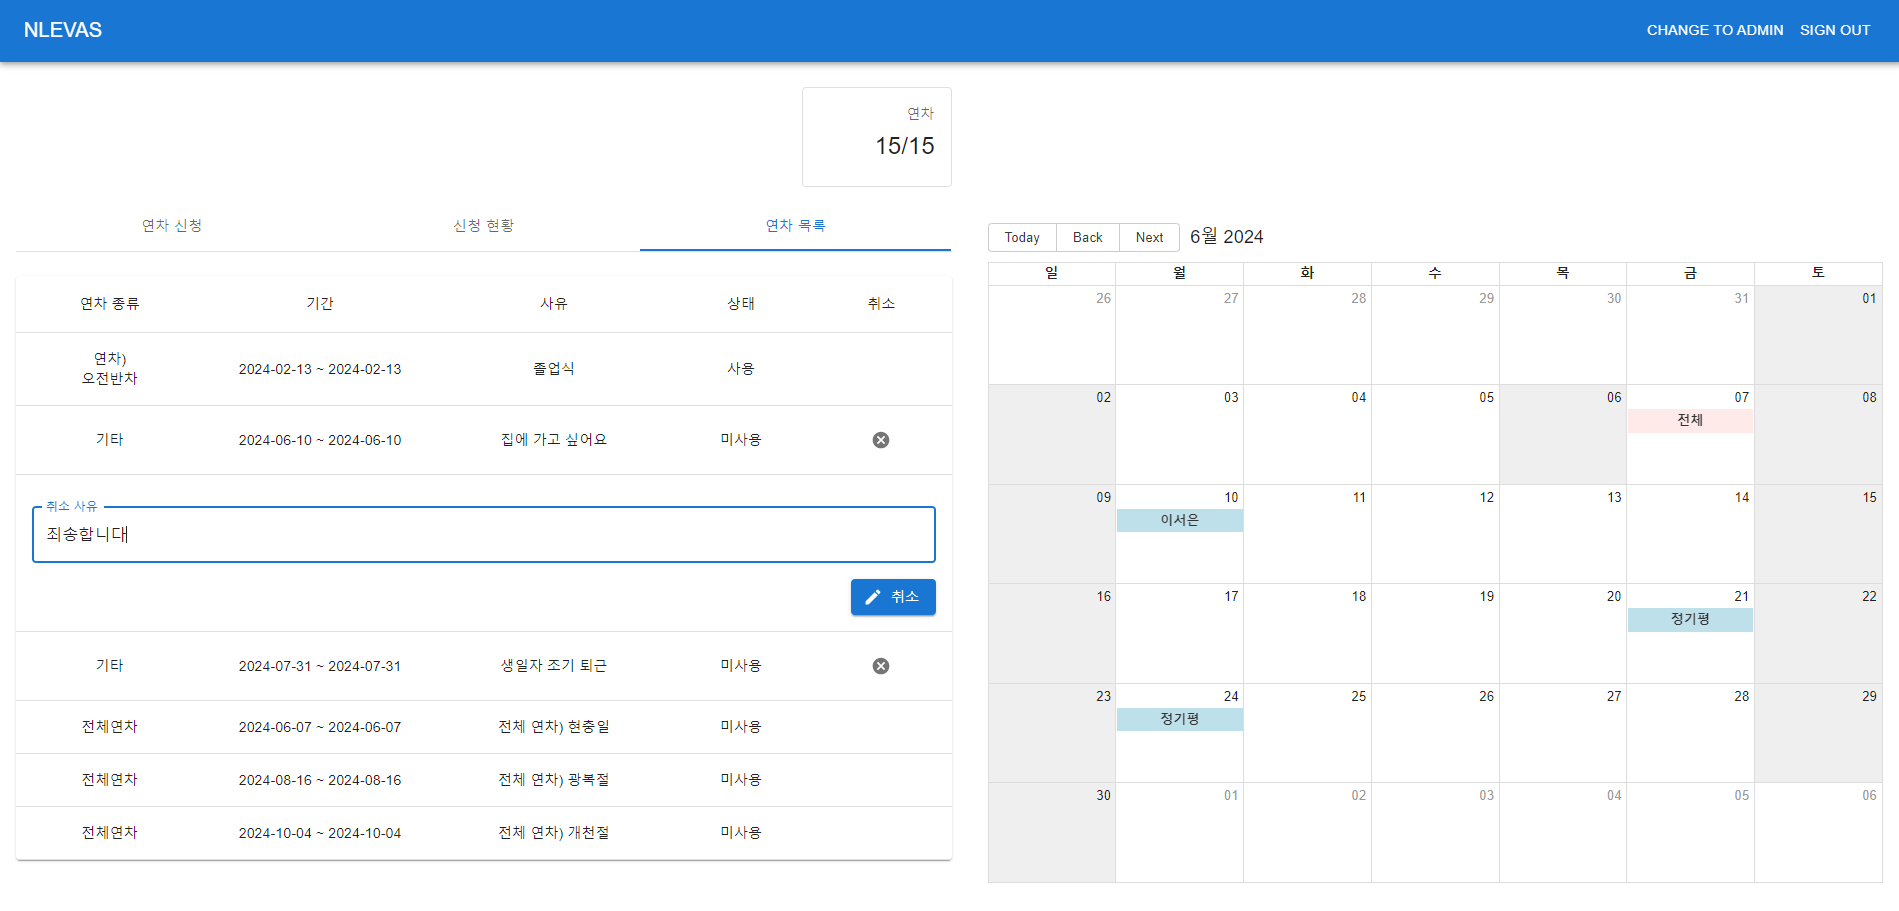 NLEVAS
CHANGE TO ADMIN SIGN OUT
연차
15/15
연차 신청 신청 현황 연차 목록
연차 종류 기간 사유 상태 취소
연차)
오전반차
2024-02-13 ~ 2024-02-13 졸업식 사용
기타 2024-06-10 ~ 2024-06-10 집에 가고 싶어요 미사용
취소 사유
죄송합니대
취소
기타 2024-07-31 ~ 2024-07-31 생일자 조기 퇴근 미사용
전체연차 2024-06-07 ~ 2024-06-07 전체 연차) 현충일 미사용
전체연차 2024-08-16 ~ 2024-08-16 전체 연차) 광복절 미사용
전체연차 2024-10-04 ~ 2024-10-04 전체 연차) 개천절 미사용
Today Back Next 6월 2024
일 월 화 수 목 금 토
26 27 28 29 30 31 01
02 03 04 05 06 07 08
전체
09 10 11 12 13 14 15
이서은
16 17 18 19 20 21 22
정기평
23 24 25 26 27 28 29
정기평
30 01 02 03 04 05 06